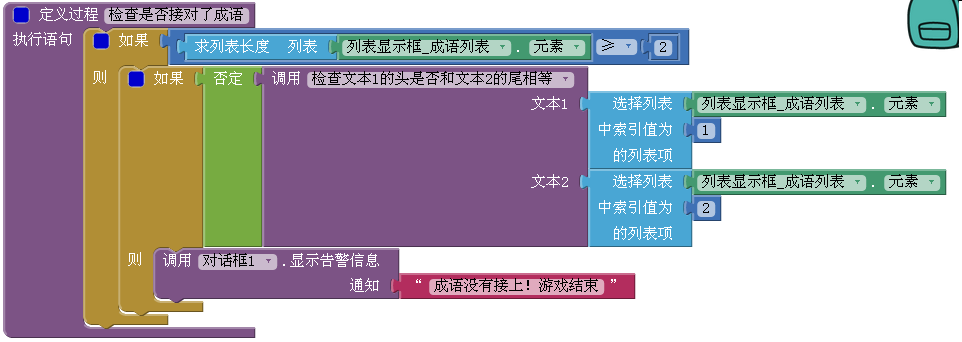 定义过程 检查是否接对了成语
执行语句 如果 求列表长度 列表 列表显示框_成语列表 . 元素 ≥ 2
则 如果 否定 调用 检查文本1的头是否和文本2的尾相等
文本1 选择列表 列表显示框_成语列表 . 元素
中索引值为 1
的列表项
文本2 选择列表 列表显示框_成语列表 . 元素
中索引值为 2
的列表项
则 调用 对话框1 .显示告警信息
通知 “ 成语没有接上！游戏结束 ”